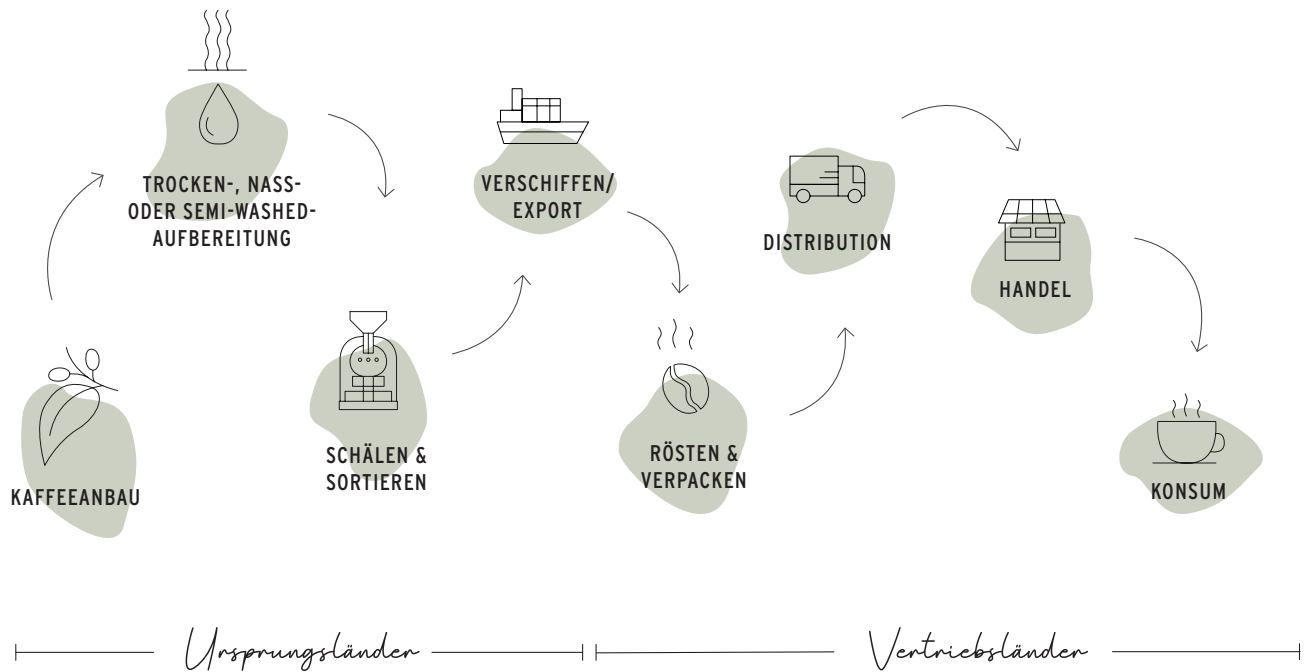 KAFFEEANBAU
TROCKEN-, NASS-
ODER SEMI-WASHED-
AUFBEREITUNG
SCHÄLEN &
SORTIEREN
VERSCHIFFEN/
EXPORT
RÖSTEN &
VERPACKEN
DISTRIBUTION
HANDEL
KONSUM
Ursprungsländer
Vertriebsländer